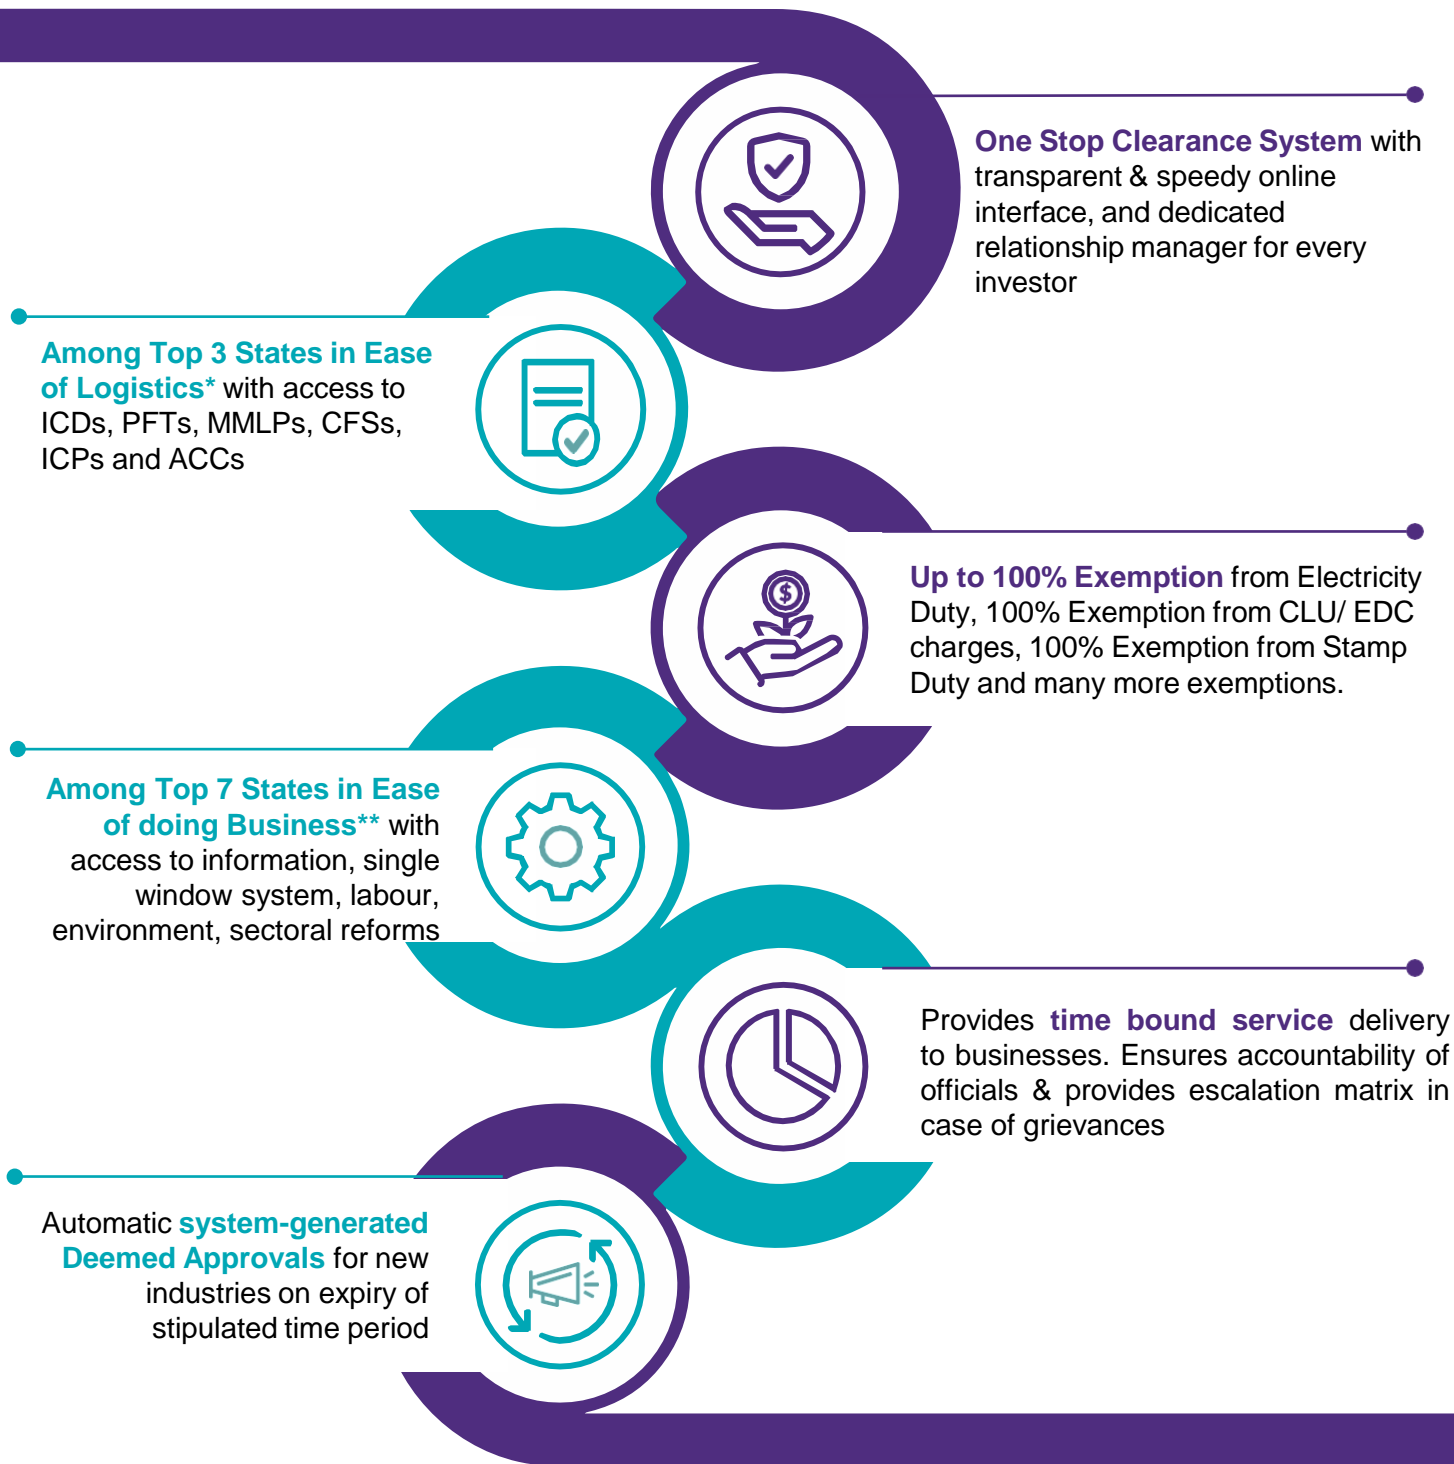 One Stop Clearance System with
transparent & speedy online
interface, and dedicated
relationship manager for every
investor
Among Top 3 States in Ease
of Logistics* with access to
ICDs, PFTs, MMLPs, CFSs,
ICPs and ACCs
Up to 100% Exemption from Electricity
Duty, 100% Exemption from CLU/ EDC
charges, 100% Exemption from Stamp
Duty and many more exemptions.
$
Among Top 7 States in Ease
of doing Business** with
access to information, single
window system, labour,
environment, sectoral reforms
Provides time bound service delivery
to businesses. Ensures accountability of
officials & provides escalation matrix in
case of grievances
Automatic system-generated
Deemed Approvals for new
industries on expiry of
stipulated time period